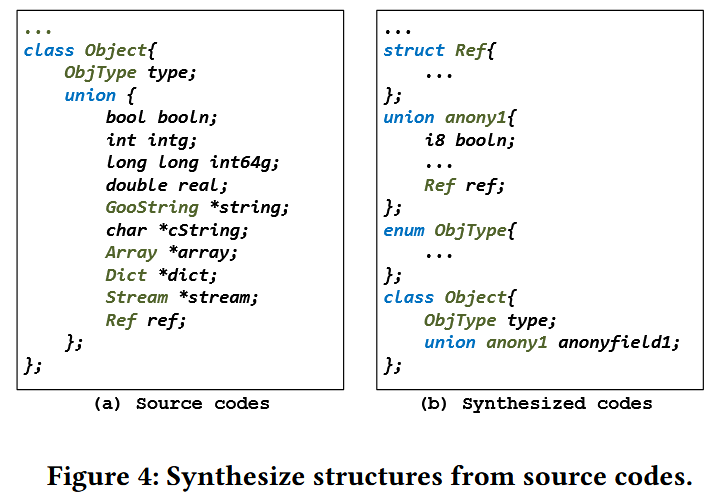 ...
class Object{
ObjType type;
union {
bool booln;
int intg;
long long int64g;
double real;
GooString *string;
char *cString;
Array *array;
Dict *dict;
Stream *stream;
Ref ref;
};
};
(a) Source codes
...
struct Ref{
...
};
union anony1{
i8 booln;
...
Ref ref;
};
enum ObjType{
...
};
class Object{
ObjType type;
union anony1 anonyfield1;
};
(b) Synthesized codes
Figure 4: Synthesize structures from source codes.